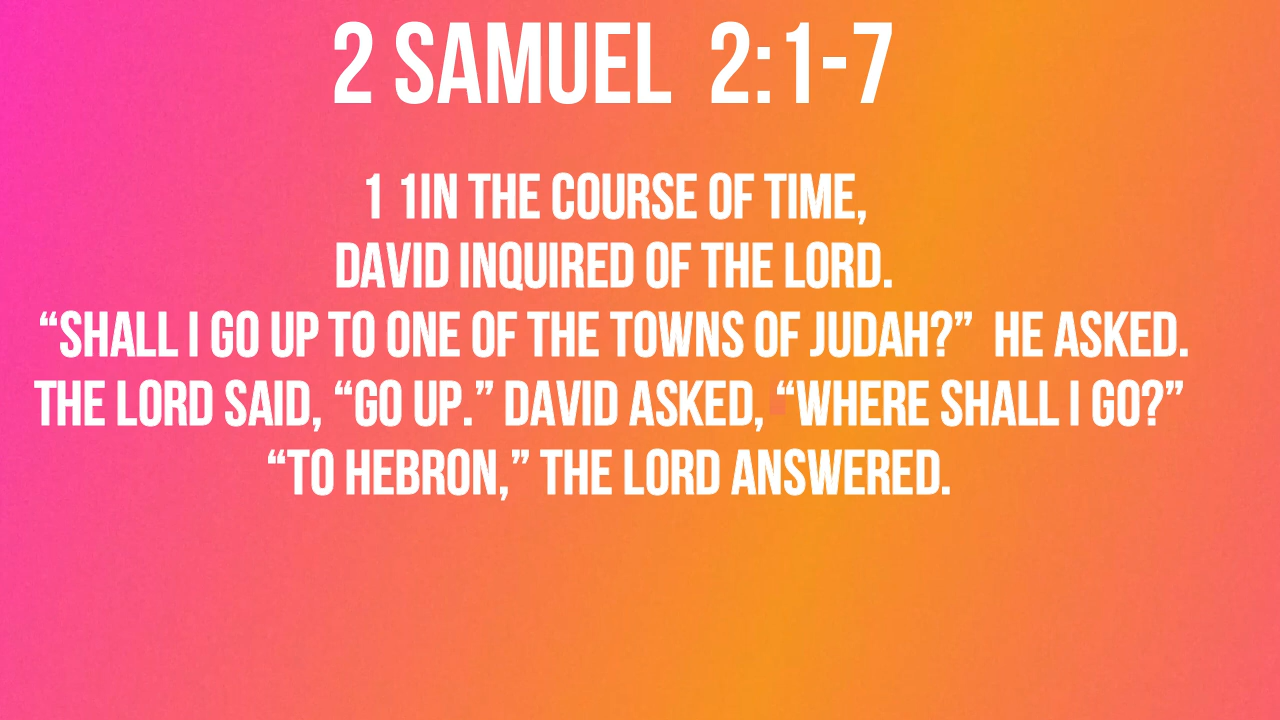 2 SAMUEL 2:1-7
1 1IN THE COURSE OF TIME,
DAVID INQUIRED OF THE LORD.
“SHALL I GO UP TO ONE OF THE TOWNS OF JUDAH?” HE ASKED.
THE LORD SAID, “GO UP.” DAVID ASKED, “WHERE SHALL I GO?”
“TO HEBRON,” THE LORD ANSWERED.